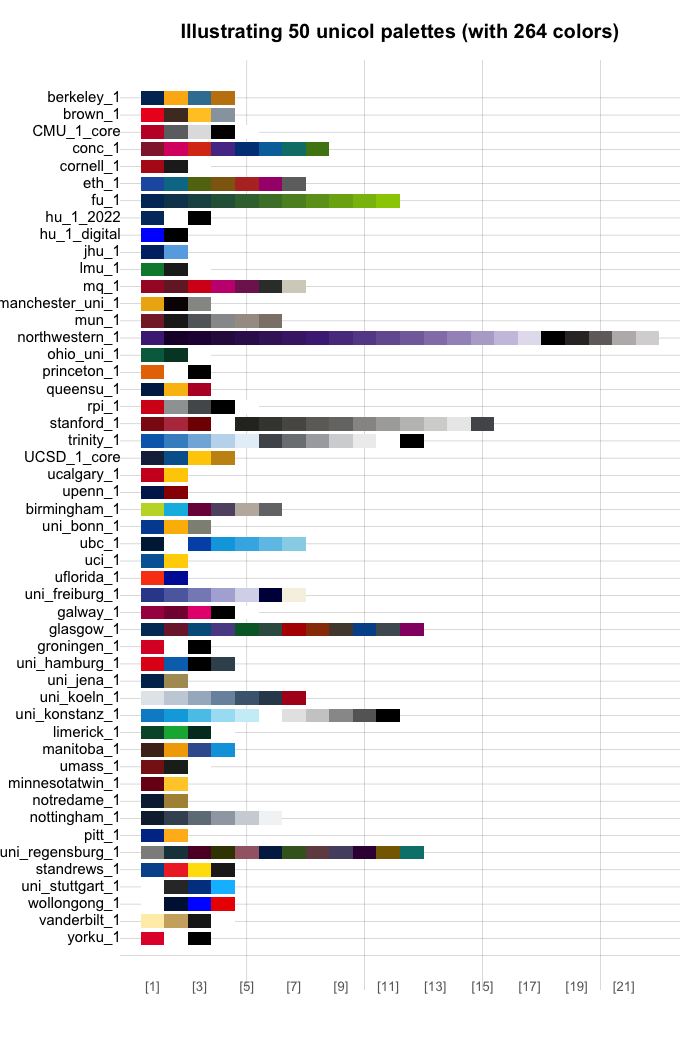 Illustrating 50 unicol palettes (with 264 colors)
berkeley_1
brown_1
CMU_1_core
conc_1
cornell_1
eth_1
fu_1
hu_1_2022
hu_1_digital
jhu_1
lmu_1
mq_1
manchester_uni_1
mun_1
northwestern_1
ohio_uni_1
princeton_1
queensu_1
rpi_1
stanford_1
trinity_1
UCSD_1_core
ucalgary_1
upenn_1
birmingham_1
uni_bonn_1
ubc_1
uci_1
uflorida_1
uni_freiburg_1
galway_1
glasgow_1
groningen_1
uni_hamburg_1
uni_jena_1
uni_koeln_1
uni_konstanz_1
limerick_1
manitoba_1
umass_1
minnesotatwin_1
notredame_1
nottingham_1
pitt_1
uni_regensburg_1
standrews_1
uni_stuttgart_1
wollongong_1
vanderbilt_1
yorku_1
[1] [3] [5] [7] [9] [11] [13] [15] [17] [19] [21]